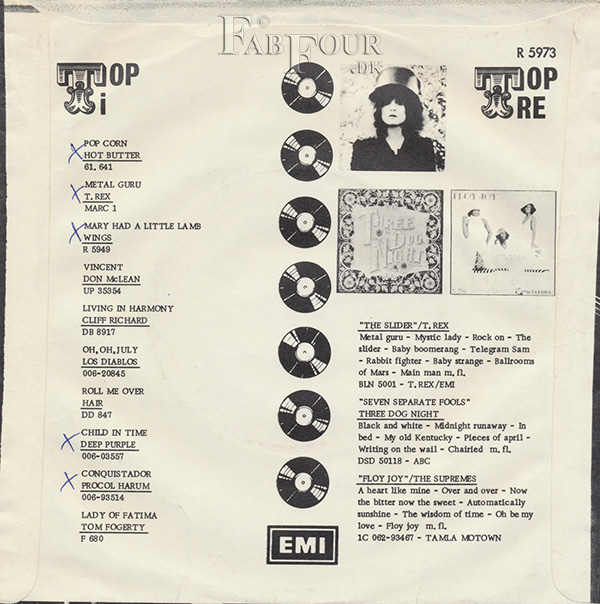 ©
FabFour
.DK
R 5973
TOP
i
TOP
RE
POP CORN
HOT BUTTER
61.641
METAL GURU
T.REX
MARC 1
MARY HAD A LITTLE LAMB
WINGS
R 5949
VINCENT
DON McLEAN
UP 35354
LIVING IN HARMONY
CLIFF RICHARD
DB 8917
OH, OH, JULY
LOS DIABLOS
006-20845
ROLL ME OVER
HAIR
DD 847
CHILD IN TIME
DEEP PURPLE
006-03557
CONQUISTADOR
PROCOL HARUM
006-93514
LADY OF FATIMA
TOM FOGERTY
F 680
THREE
DOG
NIGHT
FLOY JOY
"THE SLIDER"/T.REX
Metal guru - Mystic lady - Rock on - The
slider - Baby boomerang - Telegram Sam
- Rabbit fighter - Baby strange - Ballrooms
of Mars - Main man m. fl.
BLN 5001 - T.REX/EMI
"SEVEN SEPARATE FOOLS"
THREE DOG NIGHT
Black and white - Midnight runaway - In
bed - My old Kentucky - Pieces of april -
Writing on the wail - Chairied m. fl.
DSD 50118 - ABC
"FLOY JOY"/THE SUPREMES
A heart like mine - Over and over - Now
the bitter now the sweet - Automatically
sunshine - The wisdom of time - Oh be my
love - Floy joy m. fl.
1C 062-93467 - TAMLA MOTOWN
EMI